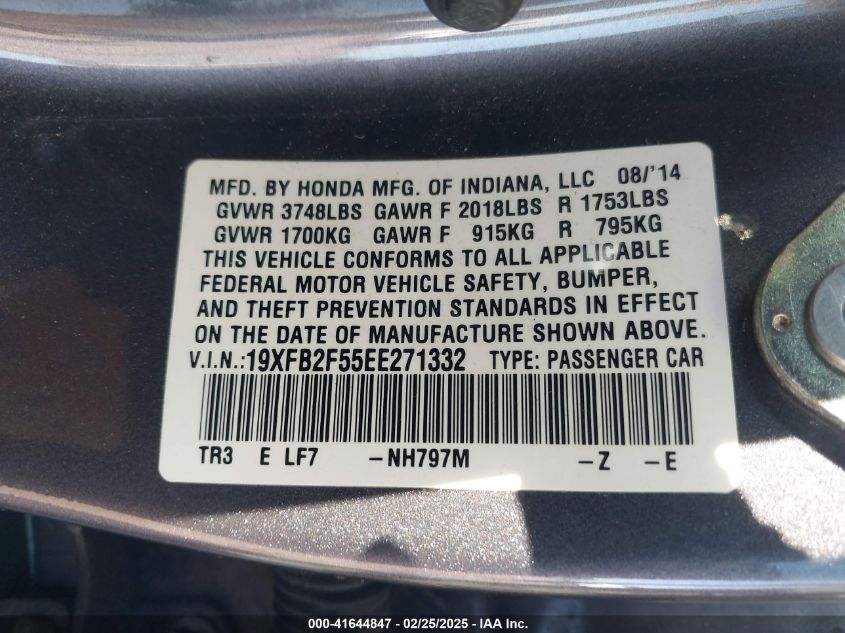 MFD. BY HONDA MFG. OF INDIANA, LLC 08/'14
GVWR 3748LBS GAWR F 2018LBS R 1753LBS
GVWR 1700KG GAWR F 915KG R 795KG
THIS VEHICLE CONFORMS TO ALL APPLICABLE
FEDERAL MOTOR VEHICLE SAFETY, BUMPER,
AND THEFT PREVENTION STANDARDS IN EFFECT
ON THE DATE OF MANUFACTURE SHOWN ABOVE.
V.I.N.:19XFB2F55EE271332 TYPE: PASSENGER CAR
TR3 E LF7 -NH797M -Z -E
000-41644847 // 02/25/2025 - IAA Inc.